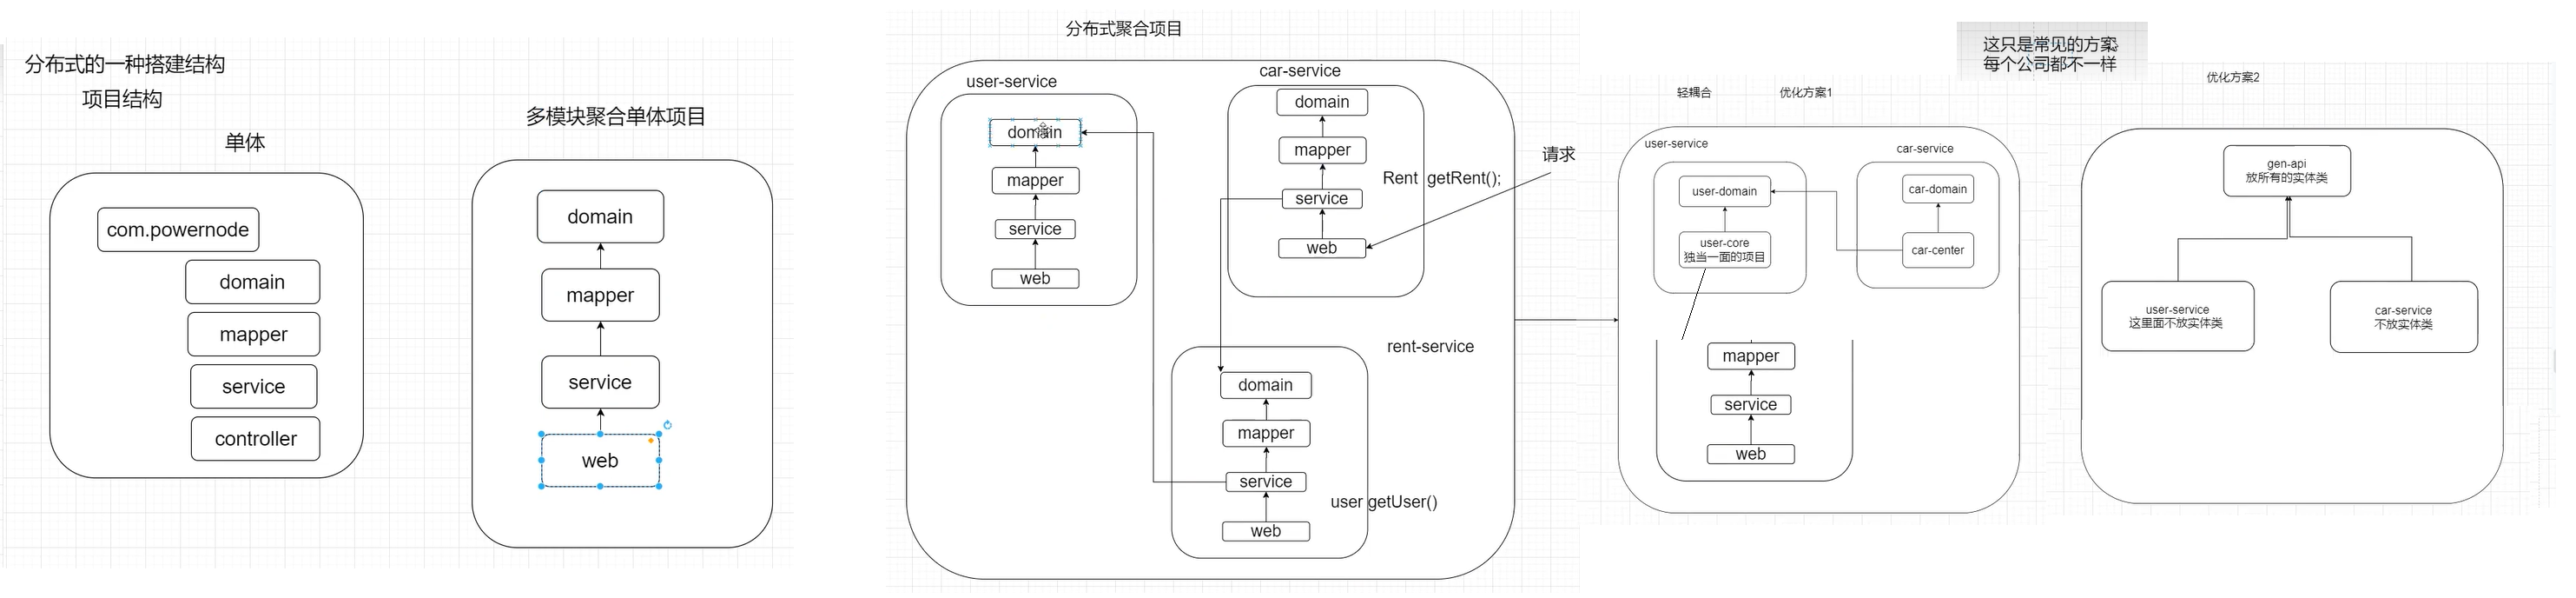 分布式的一种搭建结构
项目结构
单体
com.powernode
domain
mapper
service
controller
多模块聚合单体项目
domain
mapper
service
web
分布式聚合项目
user-service
domain
mapper
service
web
car-service
domain
mapper
service
web
Rent getRent();
请求
rent-service
domain
mapper
service
web
user getUser()
轻耦合
优化方案1
user-service
user-domain
user-core
独当一面的项目
car-service
car-domain
car-center
mapper
service
web
这只是常见的方案
每个公司都不一样
优化方案2
gen-api
放所有的实体类
user-service
这里面不放实体类
car-service
不放实体类